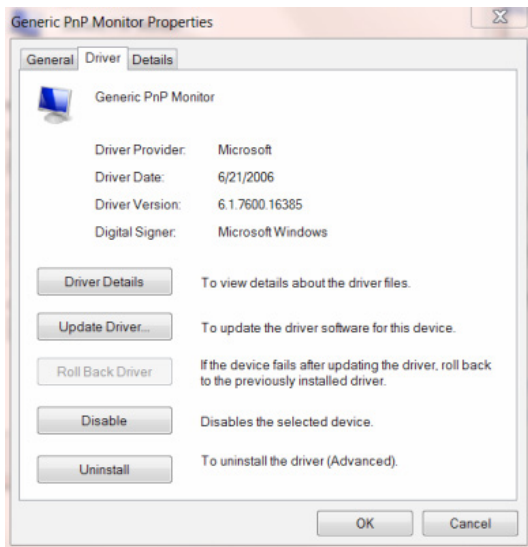 Generic PnP Monitor Properties
General Driver Details
Generic PnP Monitor
Driver Provider: Microsoft
Driver Date: 6/21/2006
Driver Version: 6.1.7600.16385
Digital Signer: Microsoft Windows
Driver Details To view details about the driver files.
Update Driver... To update the driver software for this device.
Roll Back Driver If the device fails after updating the driver, roll back
to the previously installed driver.
Disable Disables the selected device.
Uninstall To uninstall the driver (Advanced).
OK Cancel